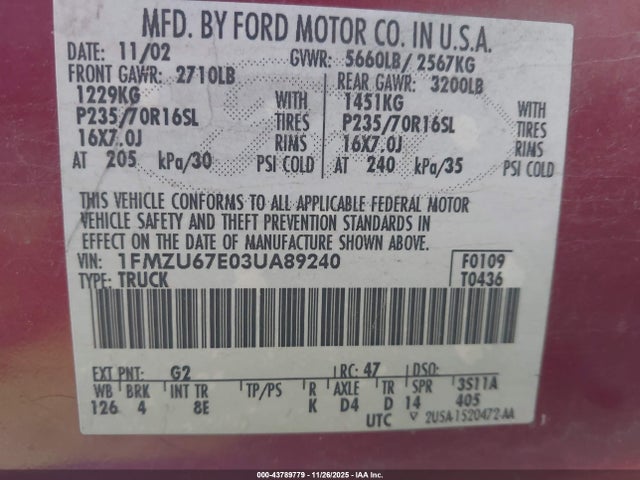 MFD. BY FORD MOTOR CO. IN U.S.A.
DATE: 11/02 GVWR: 5660LB/ 2567KG
FRONT GAWR: 2710LB REAR GAWR: 3200LB
1229KG WITH 1451KG WITH
P235/70R16SL TIRES P235/70R16SL TIRES
16X7.0J RIMS 16X7.0J RIMS
AT 205 kPa/30 PSI COLD AT 240 kPa/35 PSI COLD
THIS VEHICLE CONFORMS TO ALL APPLICABLE FEDERAL MOTOR
VEHICLE SAFETY AND THEFT PREVENTION STANDARDS IN
EFFECT ON THE DATE OF MANUFACTURE SHOWN ABOVE.
VIN: 1FMZU67E03UA89240 F0109
TYPE: TRUCK T0436
EXT PNT: G2 RC: 47 DSO:
WB BRK INT TR TP/PS R AXLE TR SPR 3S11A
126 4 8E K D4 D 14 405
UTC ▽ 2USA-1520472-AA
000-43789779 | 11/26/2025 | IAA Inc.